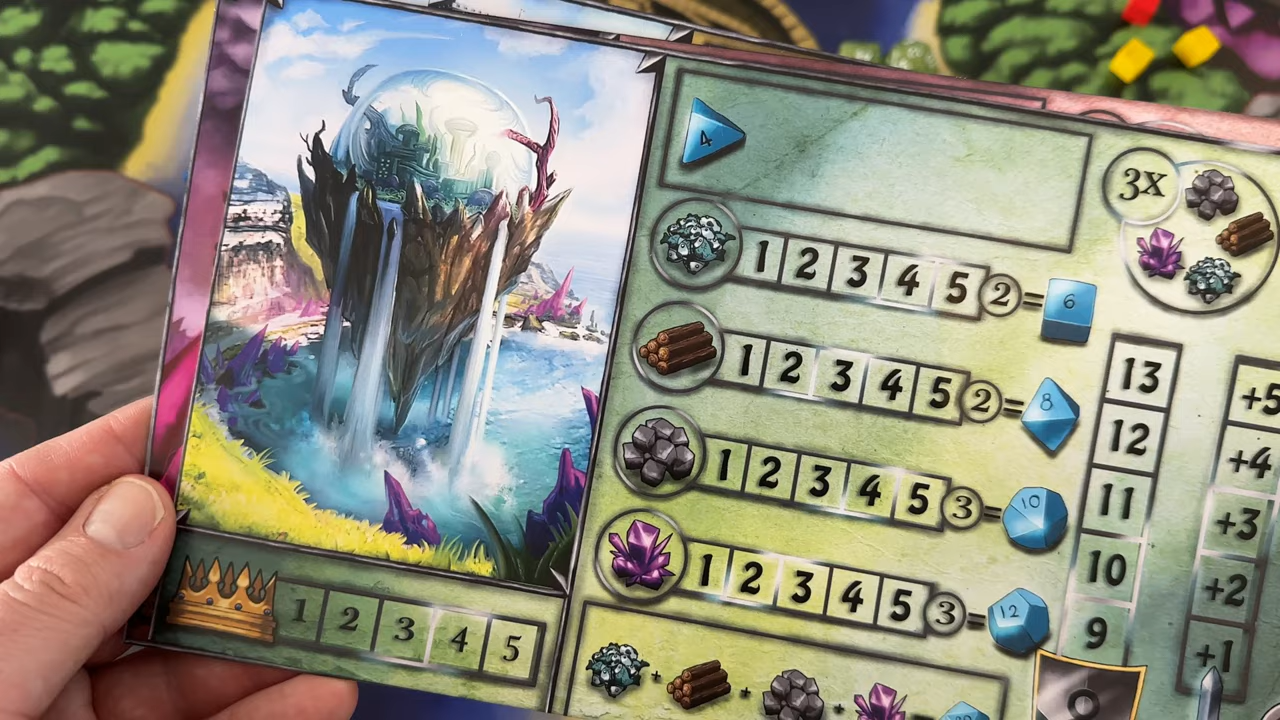 4
3x
1 2 3 4 5 2 = 6
1 2 3 4 5 2 = 8
1 2 3 4 5 3 = 10
1 2 3 4 5 3 = 12
13
12
11
10
9
+5
+4
+3
+2
+1
1 2 3 4 5
+ + +